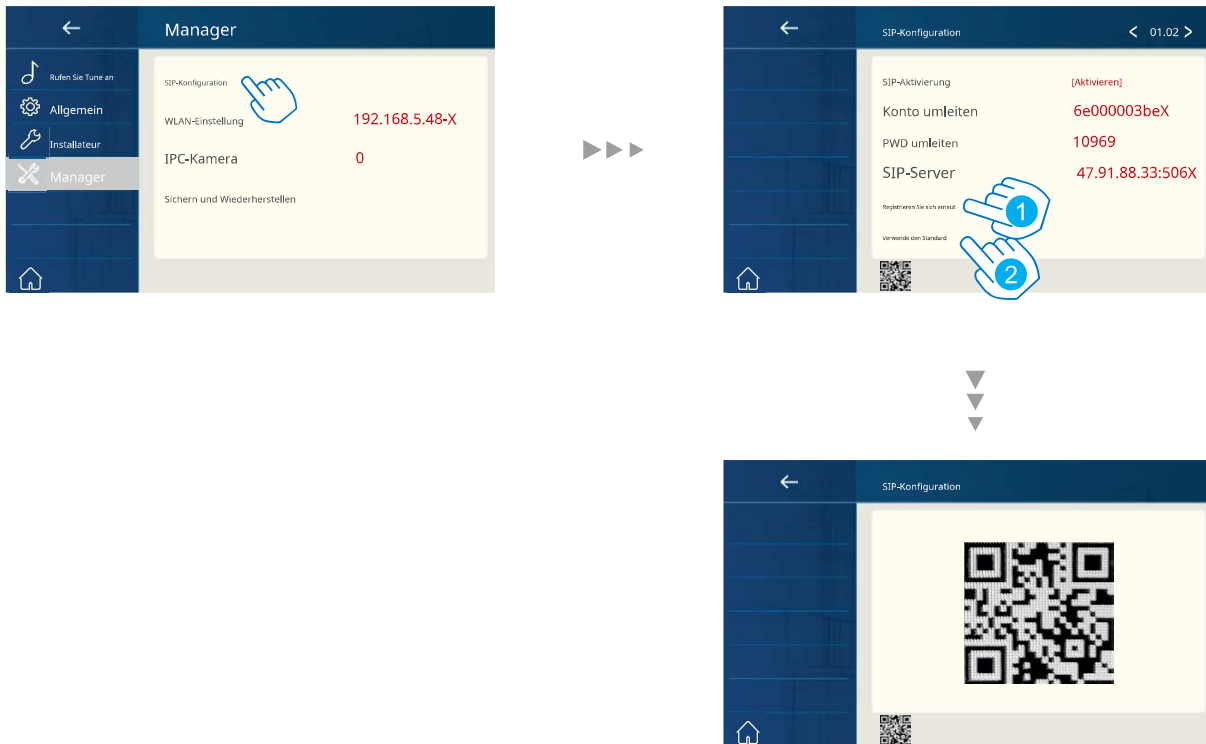 Manager
Rufen Sie Tune an
Allgemein
Installateur
Manager
SIP-Konfiguration
WLAN-Einstellung 192.168.5.48-X
IPC-Kamera 0
Sichern und Wiederherstellen
SIP-Konfiguration < 01.02 >
SIP-Aktivierung [Aktivieren]
Konto umleiten 6e000003beX
PWD umleiten 10969
SIP-Server 47.91.88.33:506X
Registrieren Sie sich erneut 1
Verwende den Standard 2
SIP-Konfiguration